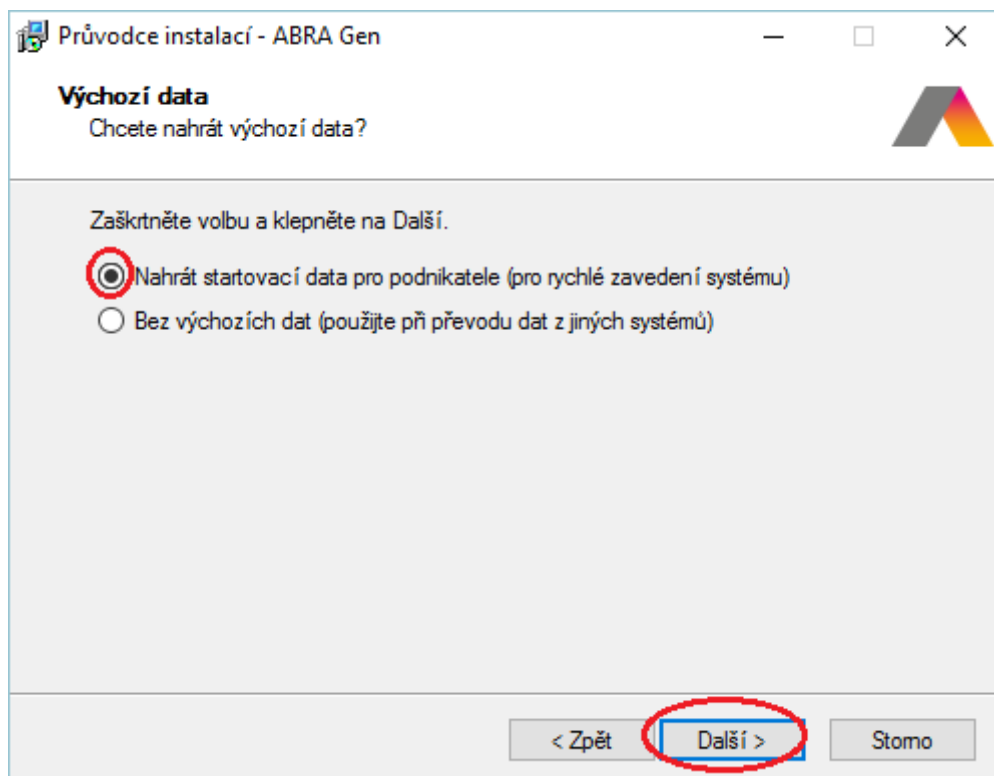 Průvodce instalací - ABRA Gen
Výchozí data
Chcete nahrát výchozí data?
Zaškrtněte volbu a klepněte na Další.
Nahrát startovací data pro podnikatele (pro rychlé zavedení systému)
Bez výchozích dat (použijte při převodu dat z jiných systémů)
< Zpět Další > Storno